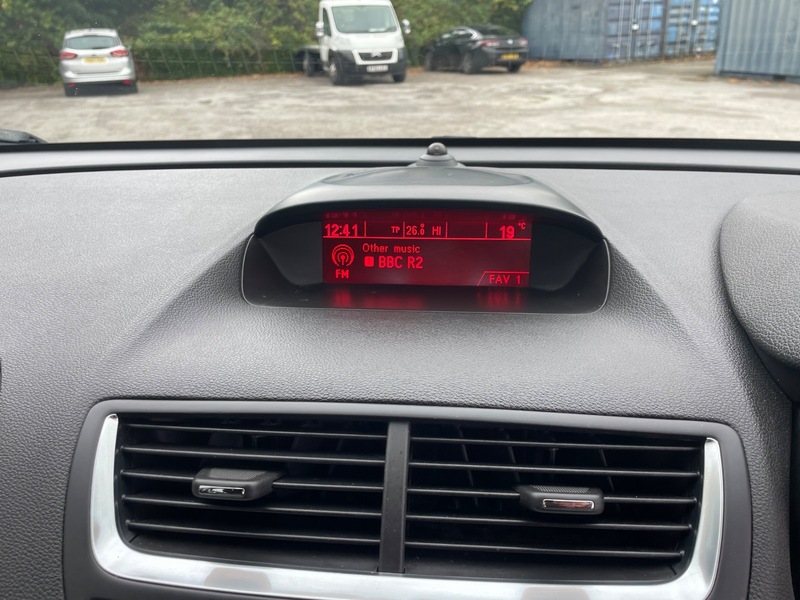 12:41 TP 26.0 HI 19 °C
Other music
BBC R2
FM
FAV 1